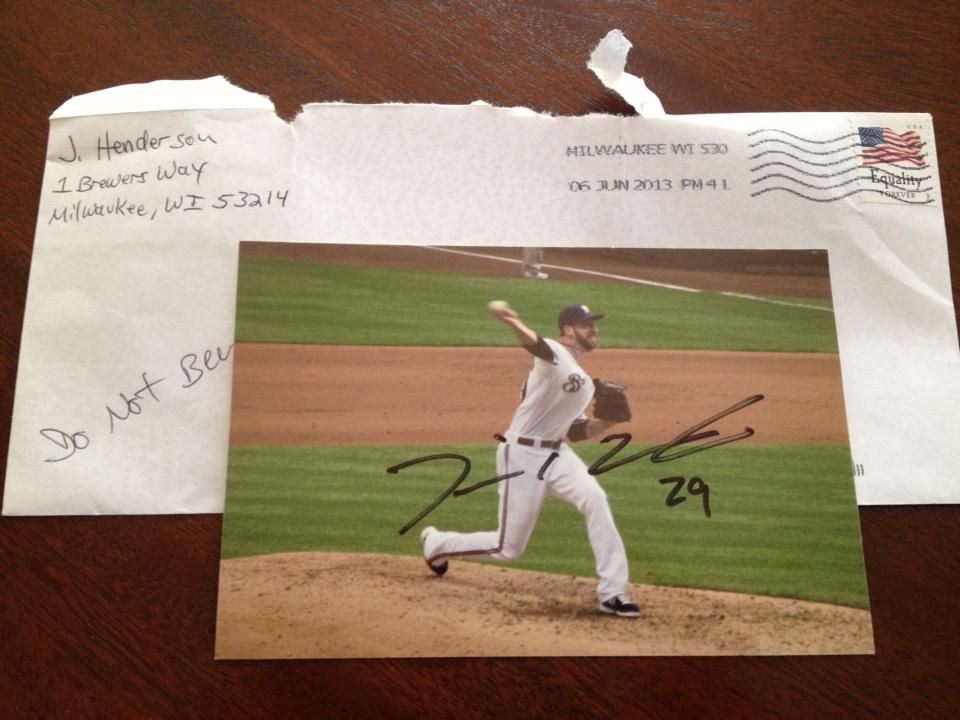 J. Henderson
1 Brewers Way
Milwaukee, WI 53214
MILWAUKEE WI 530
06 JUN 2013 PM 4 L
USA
Equality
FOREVER
Do Not Ben
29